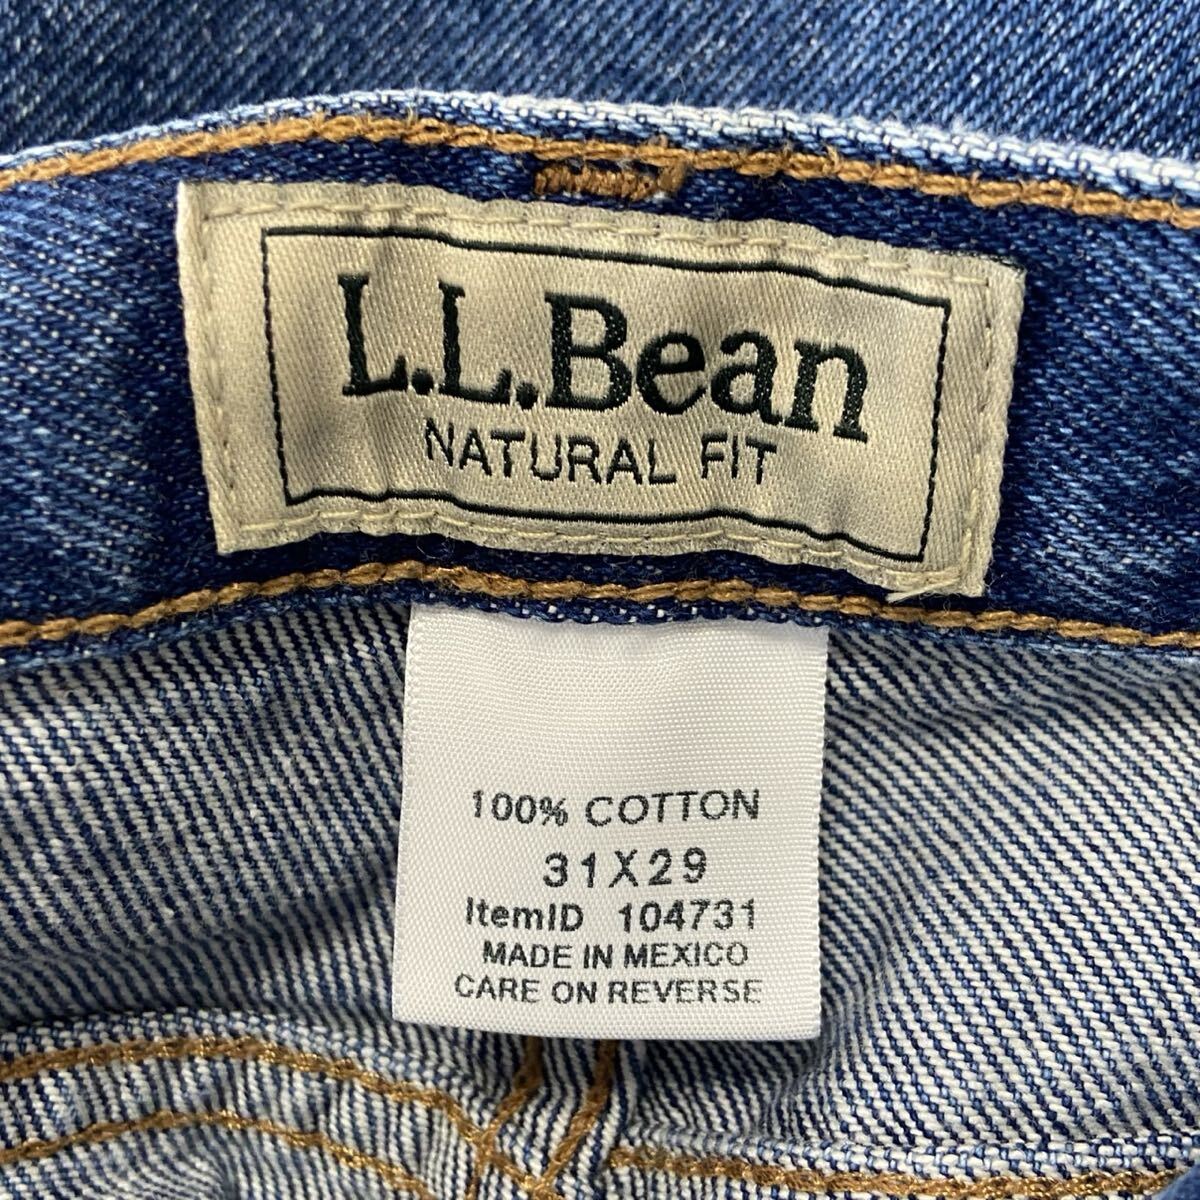 L.L.Bean
NATURAL FIT
100% COTTON
31X29
ItemID 104731
MADE IN MEXICO
CARE ON REVERSE